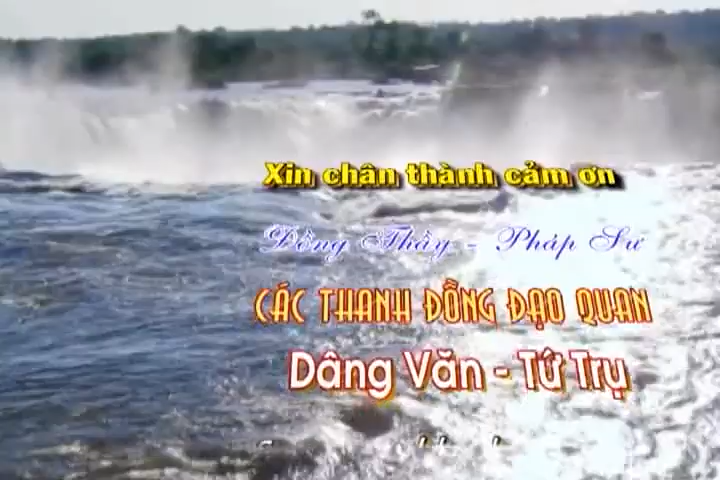 Xin chân thành cảm ơn
Đồng Thầy - Pháp Sư
CÁC THANH ĐỒNG ĐẠO QUAN
Dâng Văn - Tứ Trụ